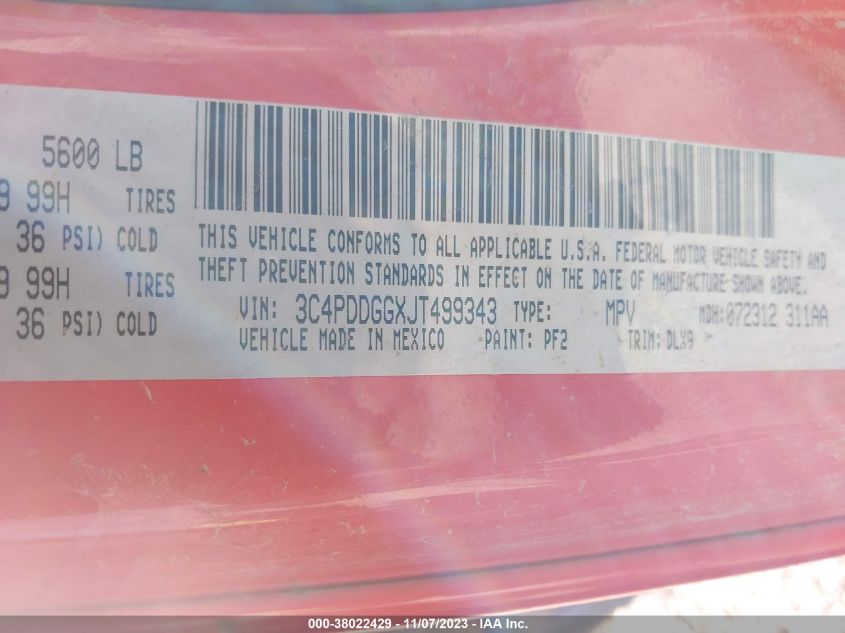 5600 LB
9 99H TIRES
36 PSI) COLD
9 99H TIRES
36 PSI) COLD
THIS VEHICLE CONFORMS TO ALL APPLICABLE U.S.A. FEDERAL MOTOR VEHICLE SAFETY AND
THEFT PREVENTION STANDARDS IN EFFECT ON THE DATE OF MANUFACTURE SHOWN ABOVE.
VIN: 3C4PDDGGXJT499343 TYPE: MPV MDH: 072312 311AA
VEHICLE MADE IN MEXICO PAINT: PF2 TRIM: DLX9
000-38022429 - 11/07/2023 - IAA Inc.